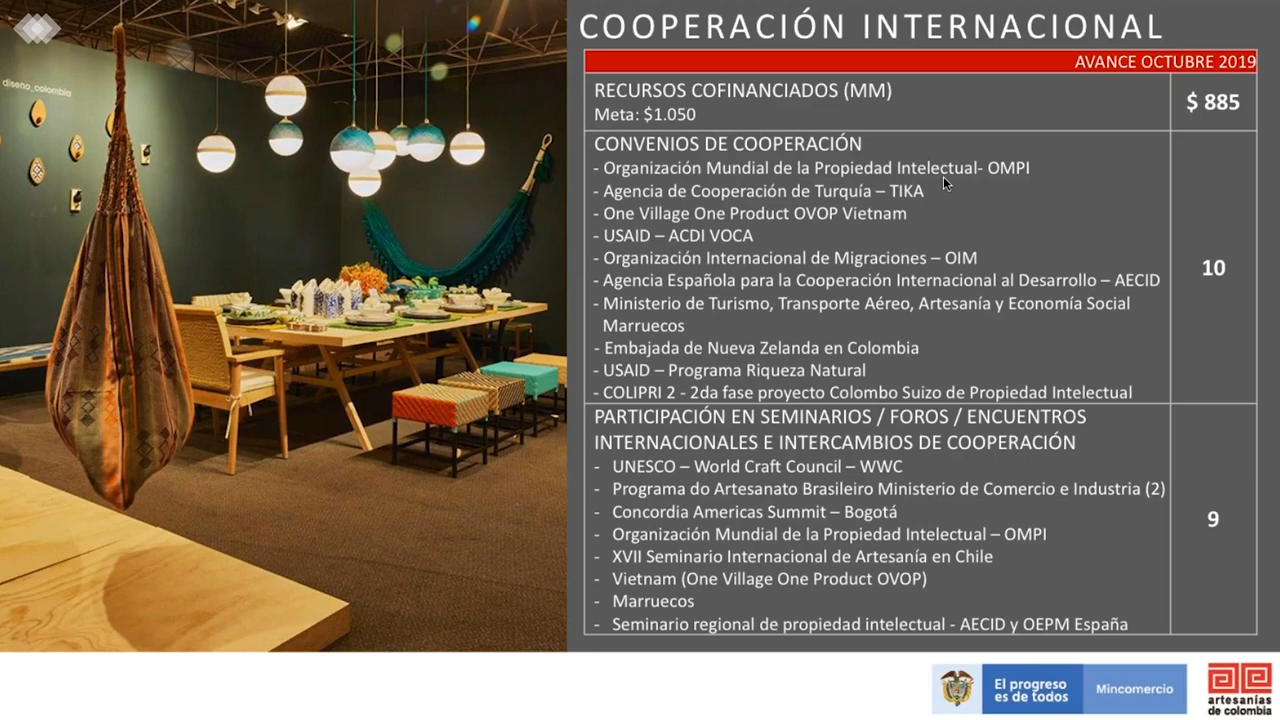 diseno_colombia
COOPERACIÓN INTERNACIONAL
AVANCE OCTUBRE 2019
RECURSOS COFINANCIADOS (MM)
Meta: $1.050
$ 885
CONVENIOS DE COOPERACIÓN
- Organización Mundial de la Propiedad Intelectual- OMPI
- Agencia de Cooperación de Turquía – TIKA
- One Village One Product OVOP Vietnam
- USAID – ACDI VOCA
- Organización Internacional de Migraciones – OIM
- Agencia Española para la Cooperación Internacional al Desarrollo – AECID
- Ministerio de Turismo, Transporte Aéreo, Artesanía y Economía Social
Marruecos
- Embajada de Nueva Zelanda en Colombia
- USAID – Programa Riqueza Natural
- COLIPRI 2 - 2da fase proyecto Colombo Suizo de Propiedad Intelectual
10
PARTICIPACIÓN EN SEMINARIOS / FOROS / ENCUENTROS
INTERNACIONALES E INTERCAMBIOS DE COOPERACIÓN
- UNESCO – World Craft Council – WWC
- Programa do Artesanato Brasileiro Ministerio de Comercio e Industria (2)
- Concordia Americas Summit – Bogotá
- Organización Mundial de la Propiedad Intelectual – OMPI
- XVII Seminario Internacional de Artesanía en Chile
- Vietnam (One Village One Product OVOP)
- Marruecos
- Seminario regional de propiedad intelectual - AECID y OEPM España
9
El progreso
es de todos
Mincomercio
artesanías
de colombia